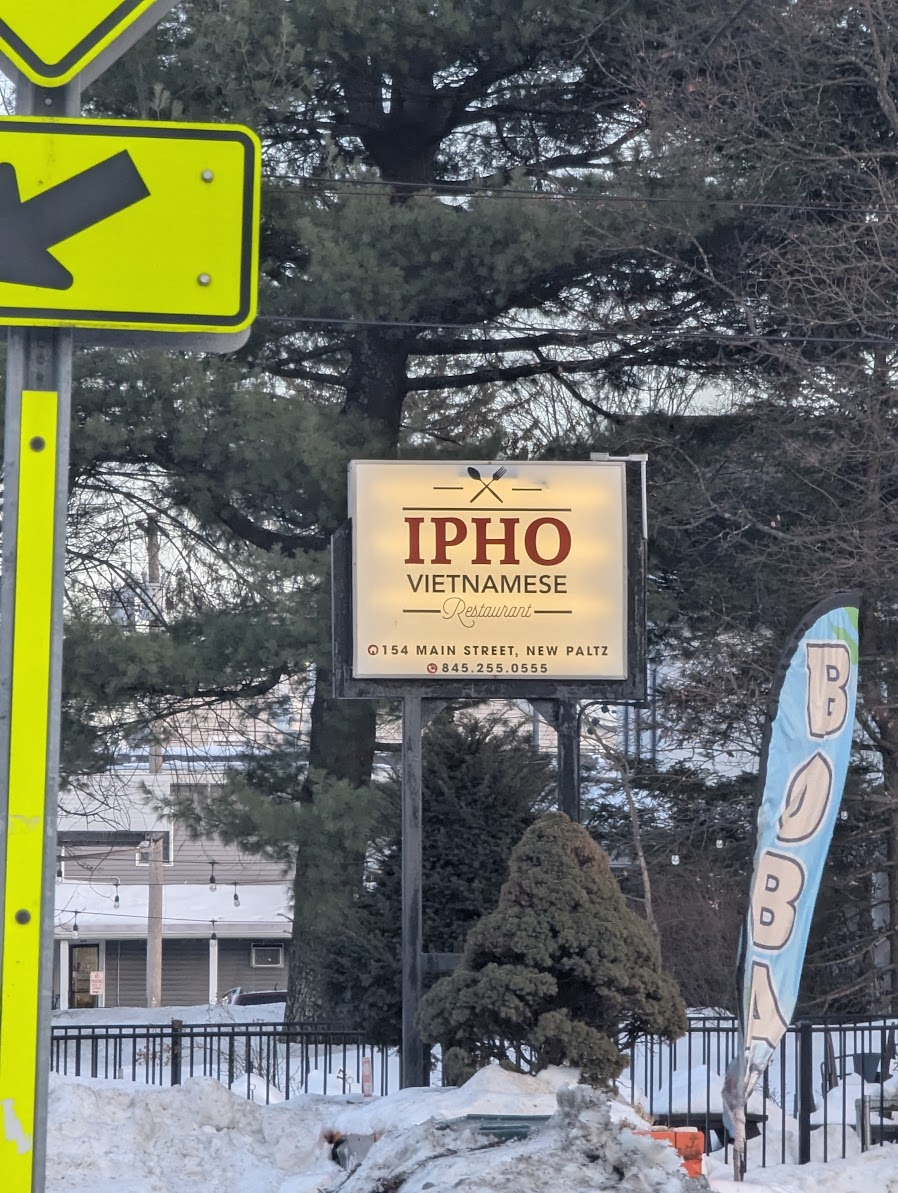 IPHO
VIETNAMESE
Restaurant
154 MAIN STREET, NEW PALTZ
845.255.0555
BOBA